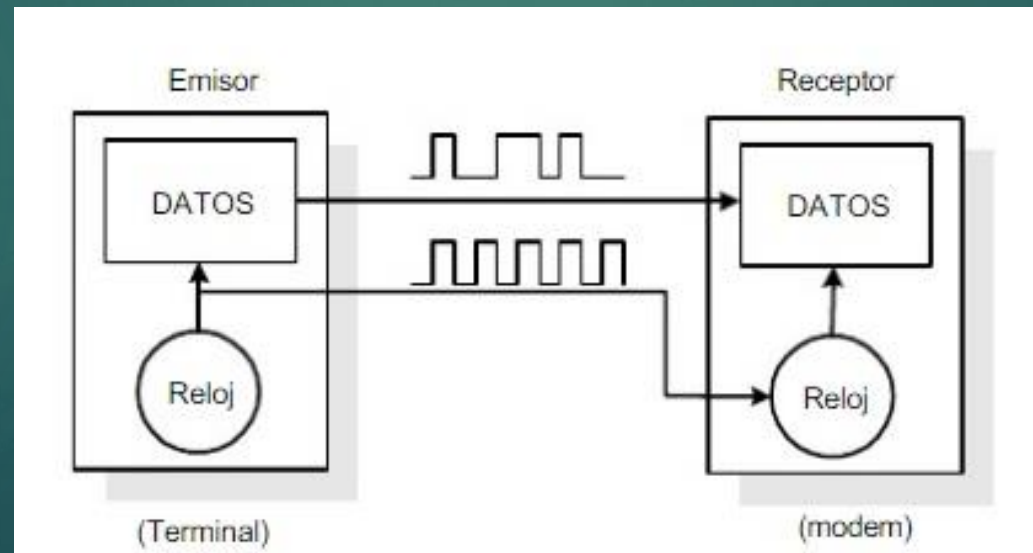 Emisor
Receptor
DATOS
DATOS
Reloj
Reloj
(Terminal)
(modem)